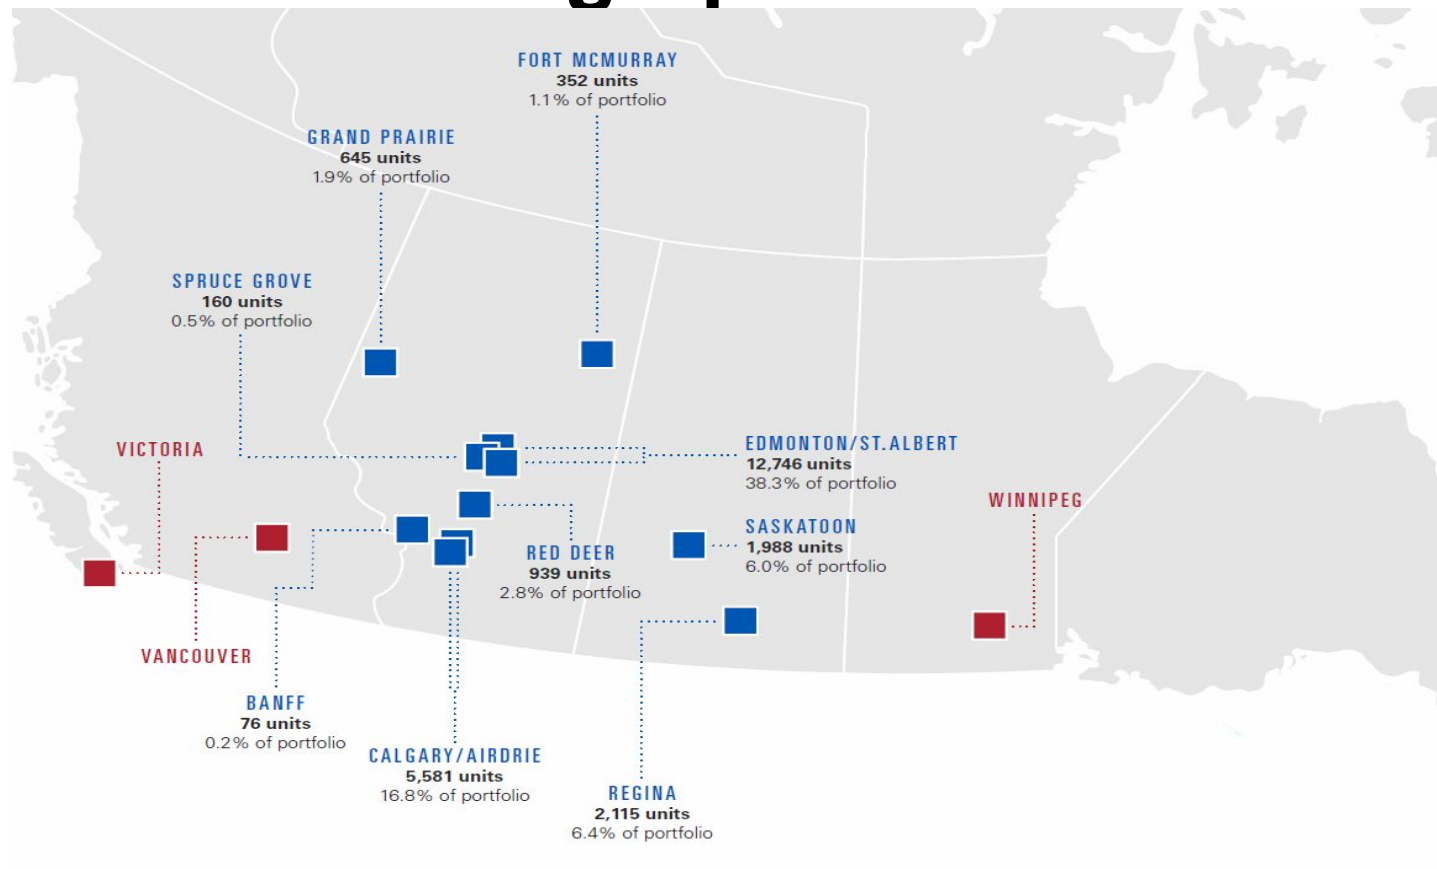 FORT MCMURRAY
352 units
1.1% of portfolio
GRAND PRAIRIE
645 units
1.9% of portfolio
SPRUCE GROVE
160 units
0.5% of portfolio
VICTORIA
EDMONTON/ST.ALBERT
12,746 units
38.3% of portfolio
WINNIPEG
SASKATOON
1,988 units
6.0% of portfolio
RED DEER
939 units
2.8% of portfolio
VANCOUVER
BANFF
76 units
0.2% of portfolio
CALGARY/AIRDRIE
5,581 units
16.8% of portfolio
REGINA
2,115 units
6.4% of portfolio